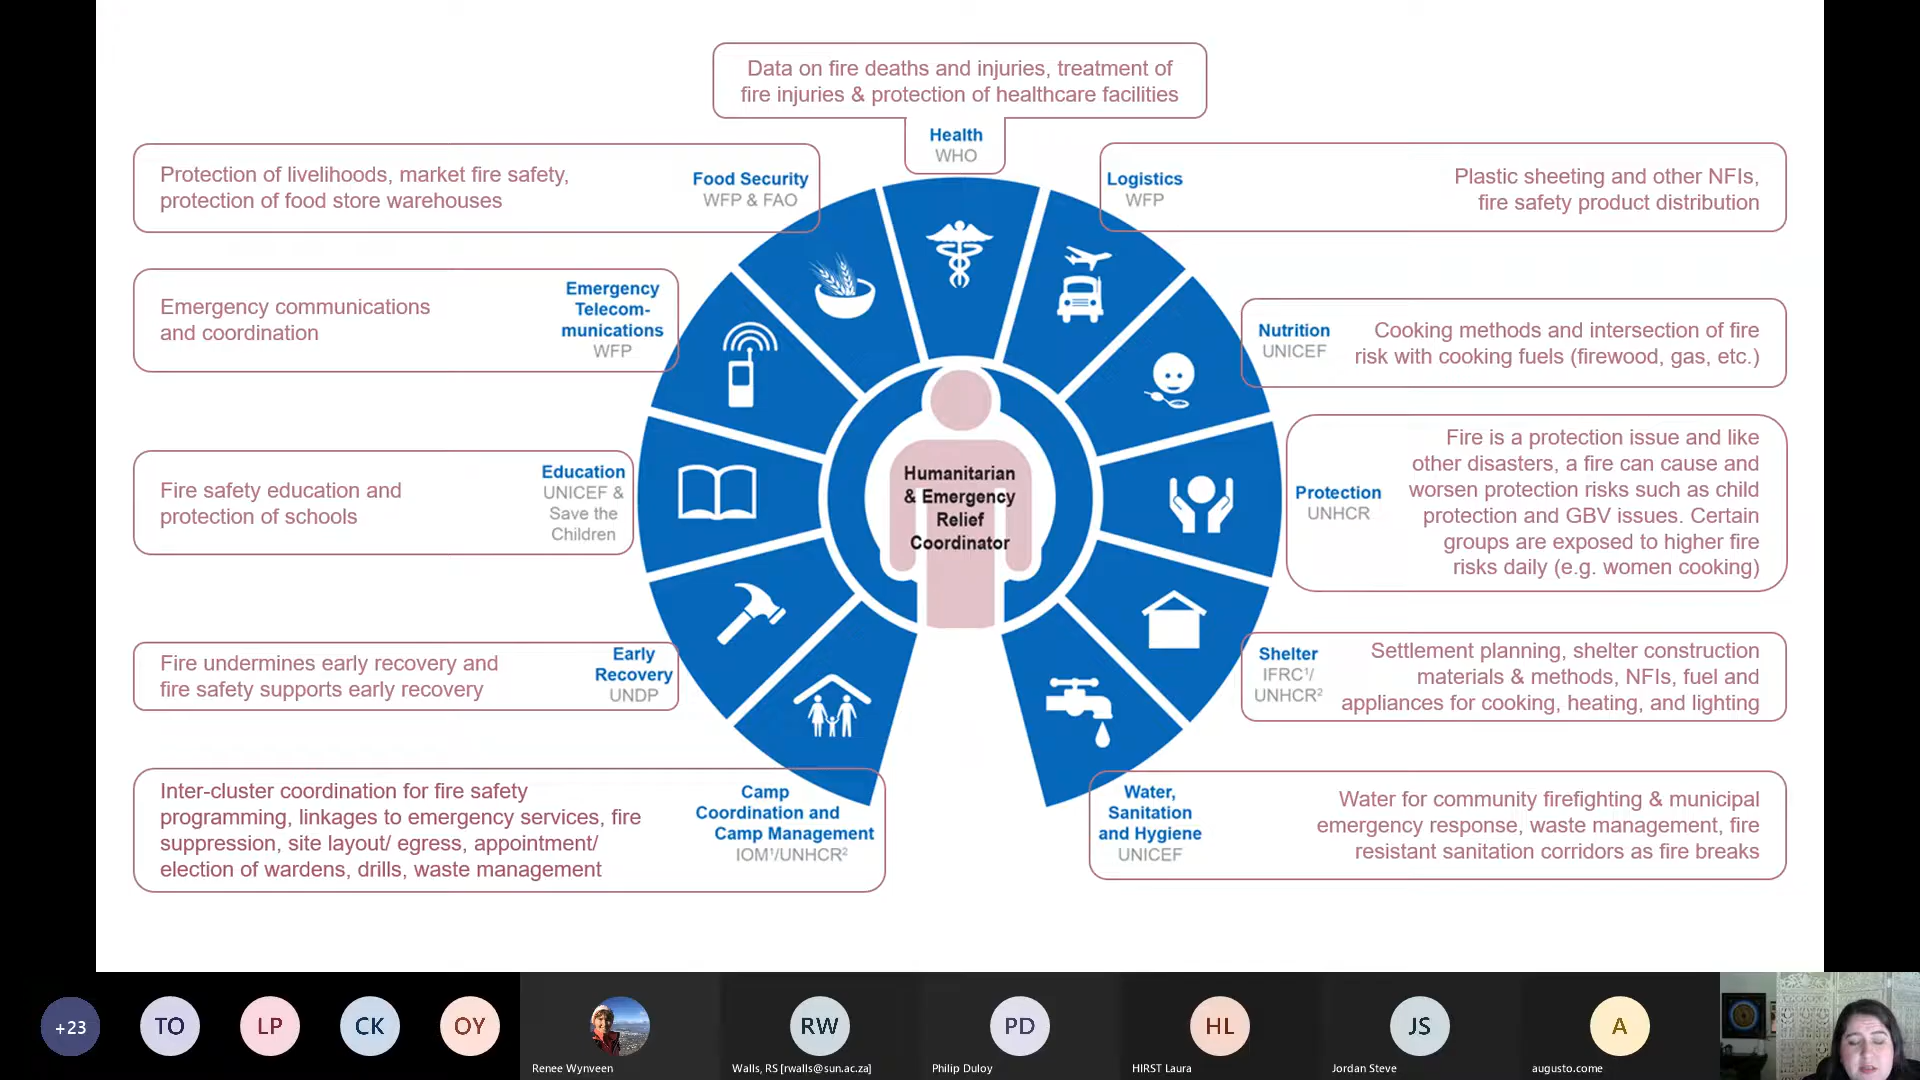 Data on fire deaths and injuries, treatment of
fire injuries & protection of healthcare facilities
Health
WHO
Protection of livelihoods, market fire safety,
protection of food store warehouses
Food Security
WFP & FAO
Logistics
WFP
Plastic sheeting and other NFIs,
fire safety product distribution
Emergency communications
and coordination
Emergency
Telecom-
munications
WFP
Nutrition
UNICEF
Cooking methods and intersection of fire
risk with cooking fuels (firewood, gas, etc.)
Fire safety education and
protection of schools
Education
UNICEF &
Save the
Children
Humanitarian
& Emergency
Relief
Coordinator
Protection
UNHCR
Fire is a protection issue and like
other disasters, a fire can cause and
worsen protection risks such as child
protection and GBV issues. Certain
groups are exposed to higher fire
risks daily (e.g. women cooking)
Fire undermines early recovery and
fire safety supports early recovery
Early
Recovery
UNDP
Shelter
IFRC¹/
UNHCR²
Settlement planning, shelter construction
materials & methods, NFIs, fuel and
appliances for cooking, heating, and lighting
Inter-cluster coordination for fire safety
programming, linkages to emergency services, fire
suppression, site layout/ egress, appointment/
election of wardens, drills, waste management
Camp
Coordination and
Camp Management
IOM¹/UNHCR²
Water,
Sanitation
and Hygiene
UNICEF
Water for community firefighting & municipal
emergency response, waste management, fire
resistant sanitation corridors as fire breaks
+23
TO
LP
CK
OY
RW
PD
HL
JS
A
Renee Wynveen
Walls, RS [rwalls@sun.ac.za]
Philip Duloy
HIRST Laura
Jordan Steve
augusto.come